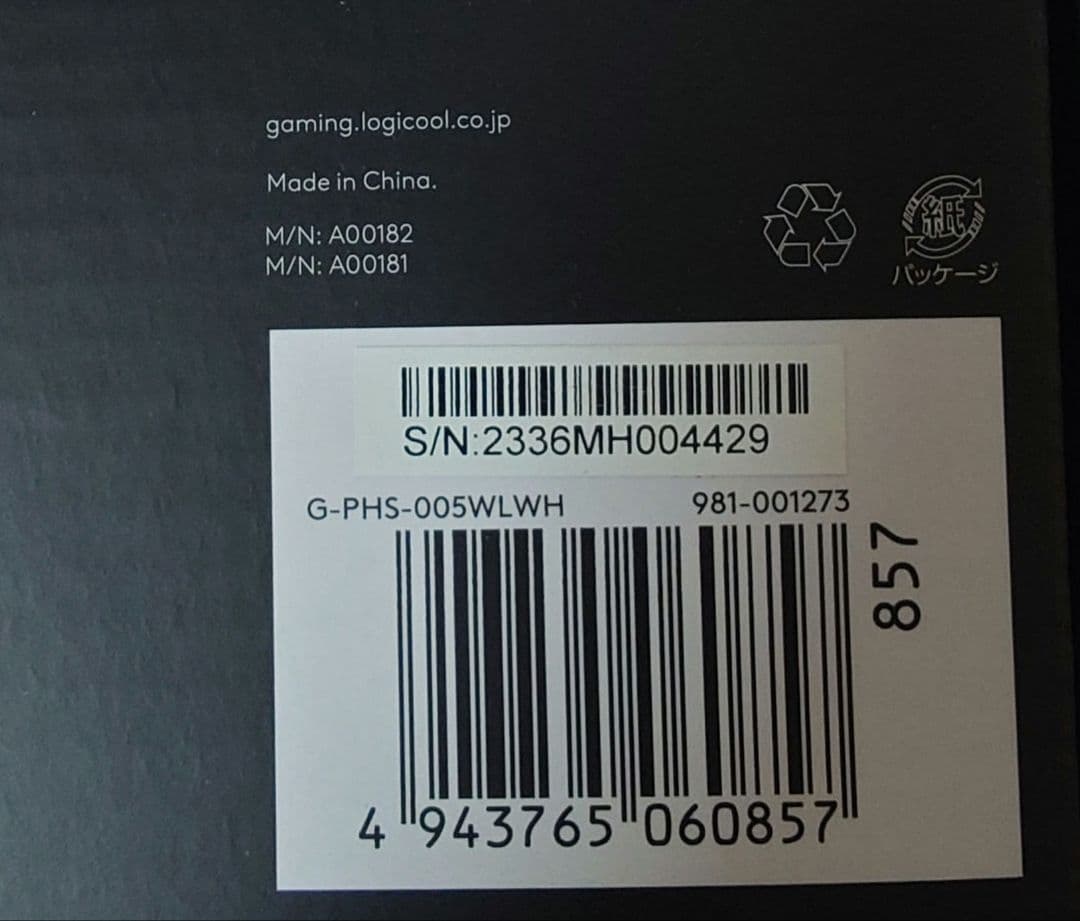 gaming.logicool.co.jp
Made in China.
M/N: A00182
M/N: A00181
紙
パッケージ
S/N:2336MH004429
G-PHS-005WLWH 981-001273
857
4 943765 060857